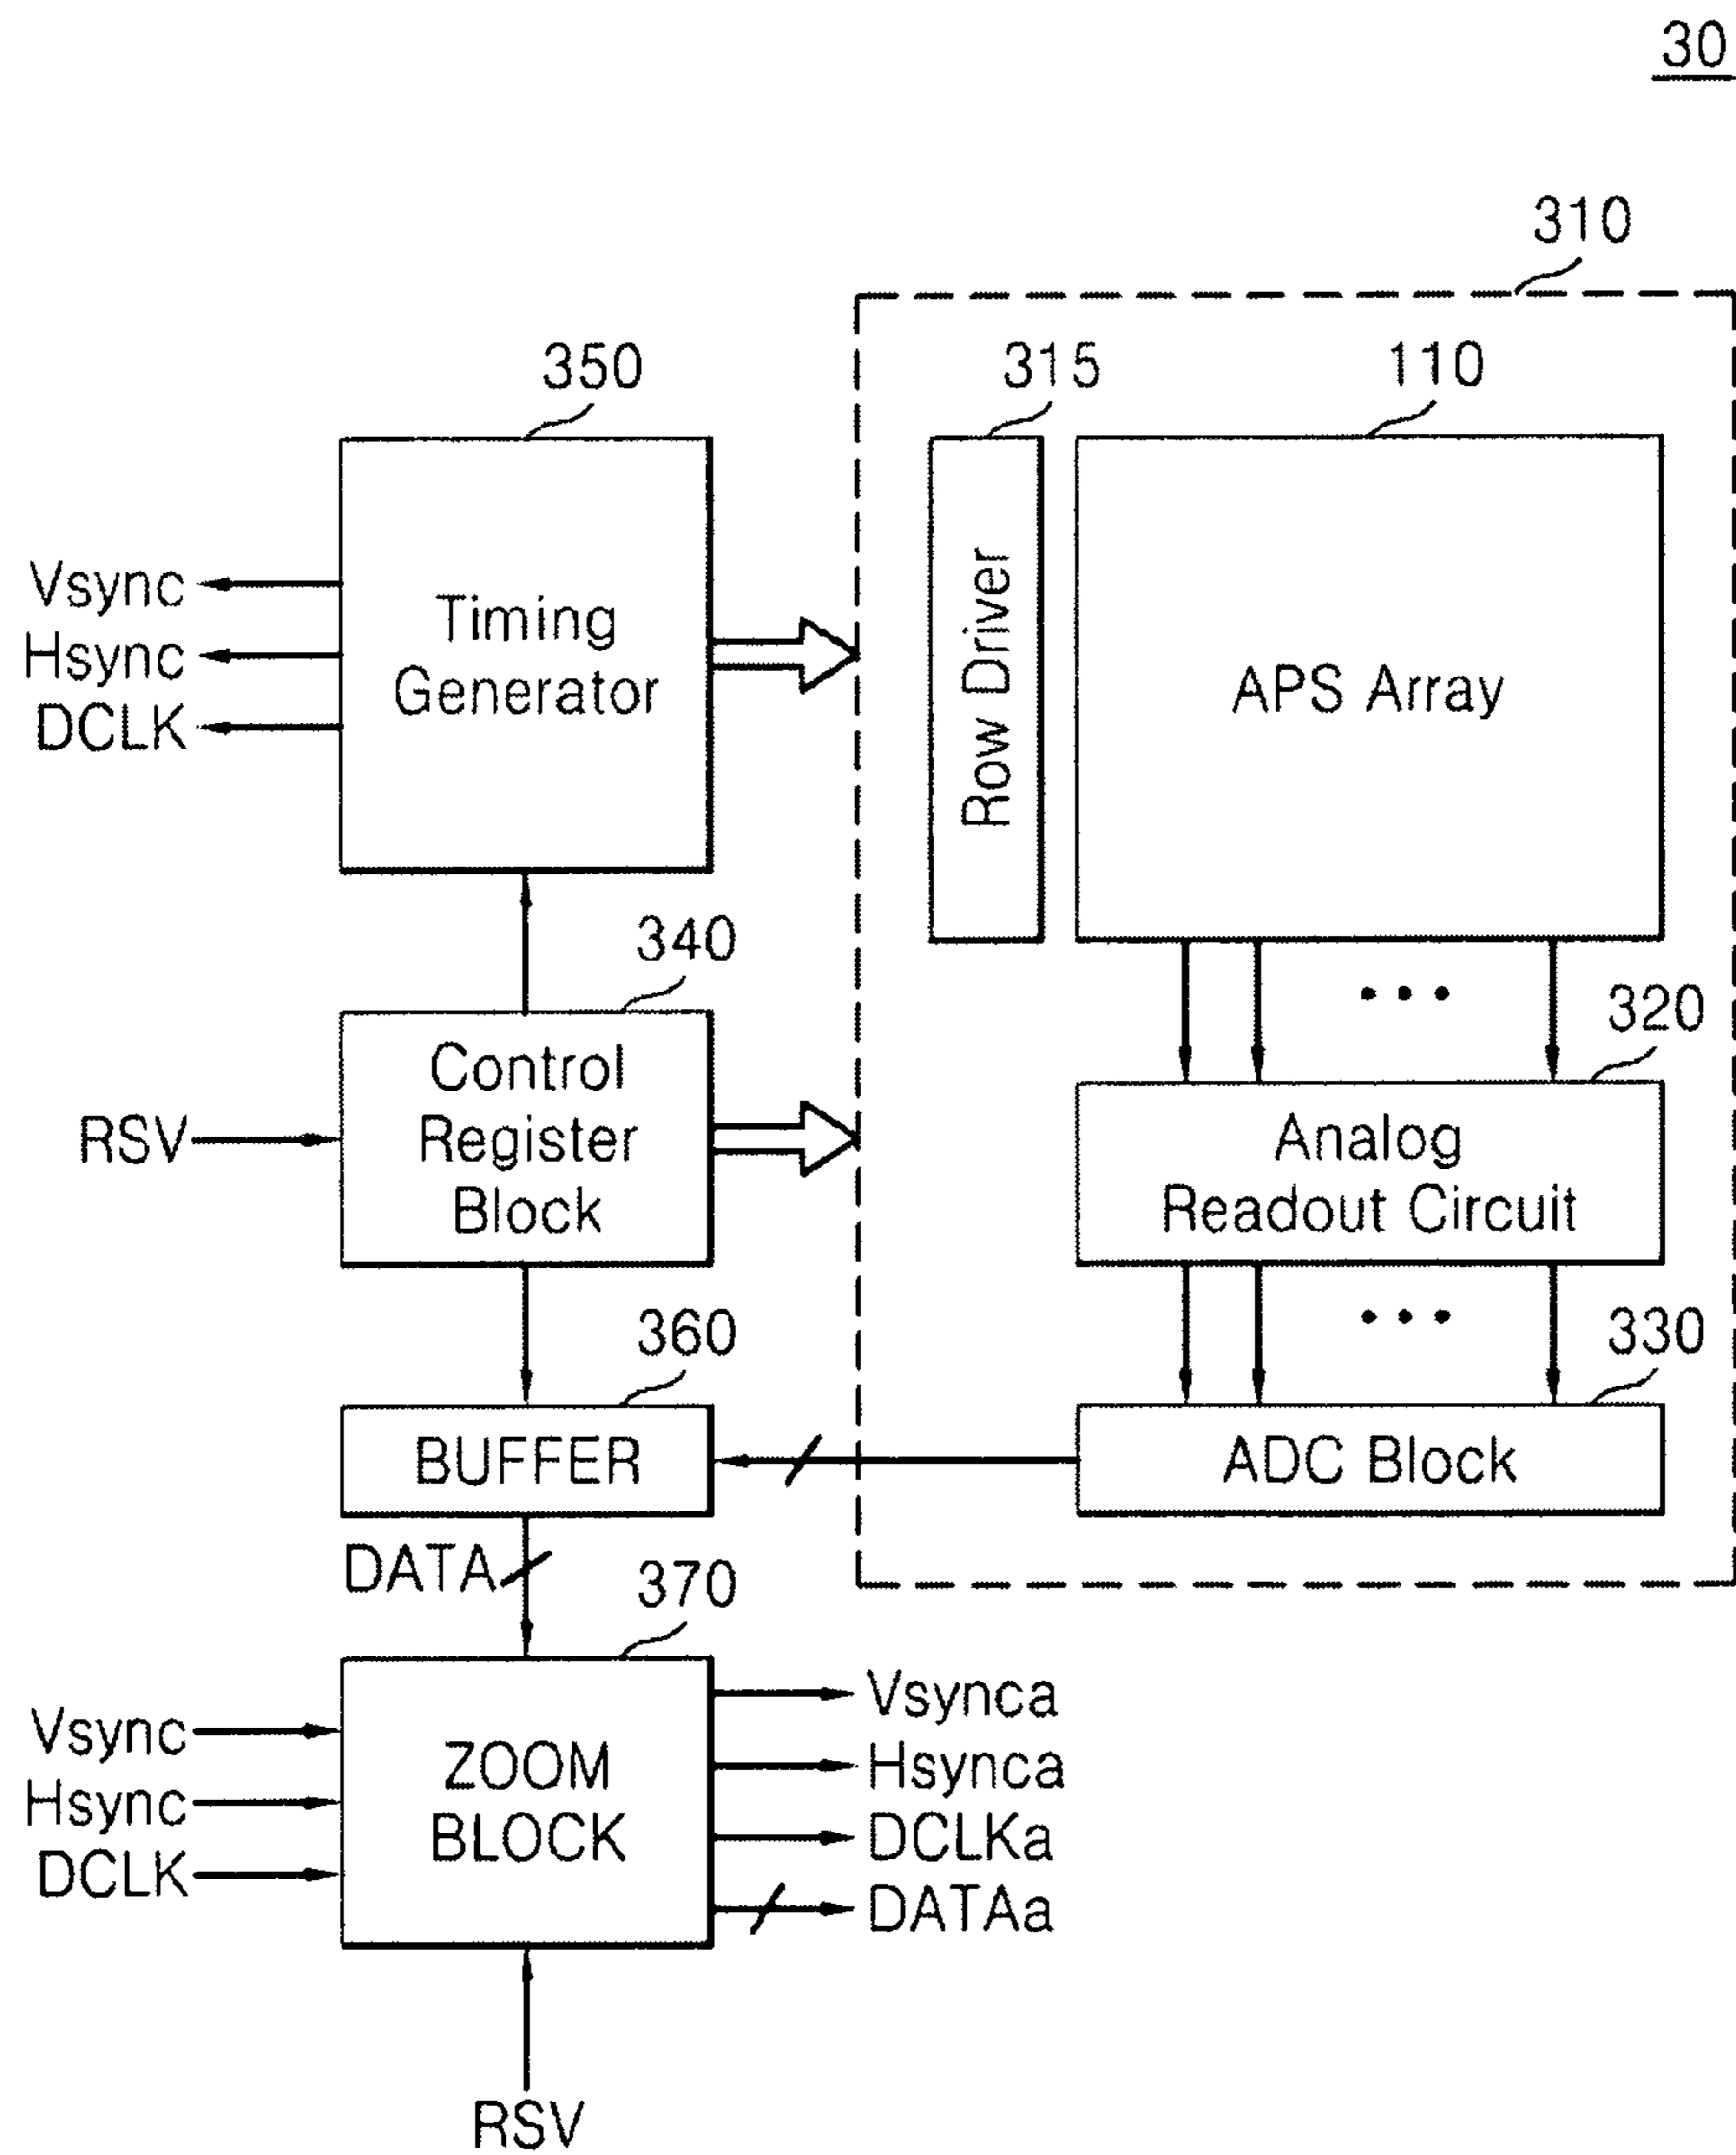 30
310
350
315
110
Vsync
Hsync
DCLK
Timing
Generator
Row Driver
APS Array
340
320
RSV
Control
Register
Block
Analog
Readout Circuit
360
330
BUFFER
ADC Block
DATA
370
Vsync
Hsync
DCLK
ZOOM
BLOCK
Vsynca
Hsynca
DCLKa
DATAa
RSV